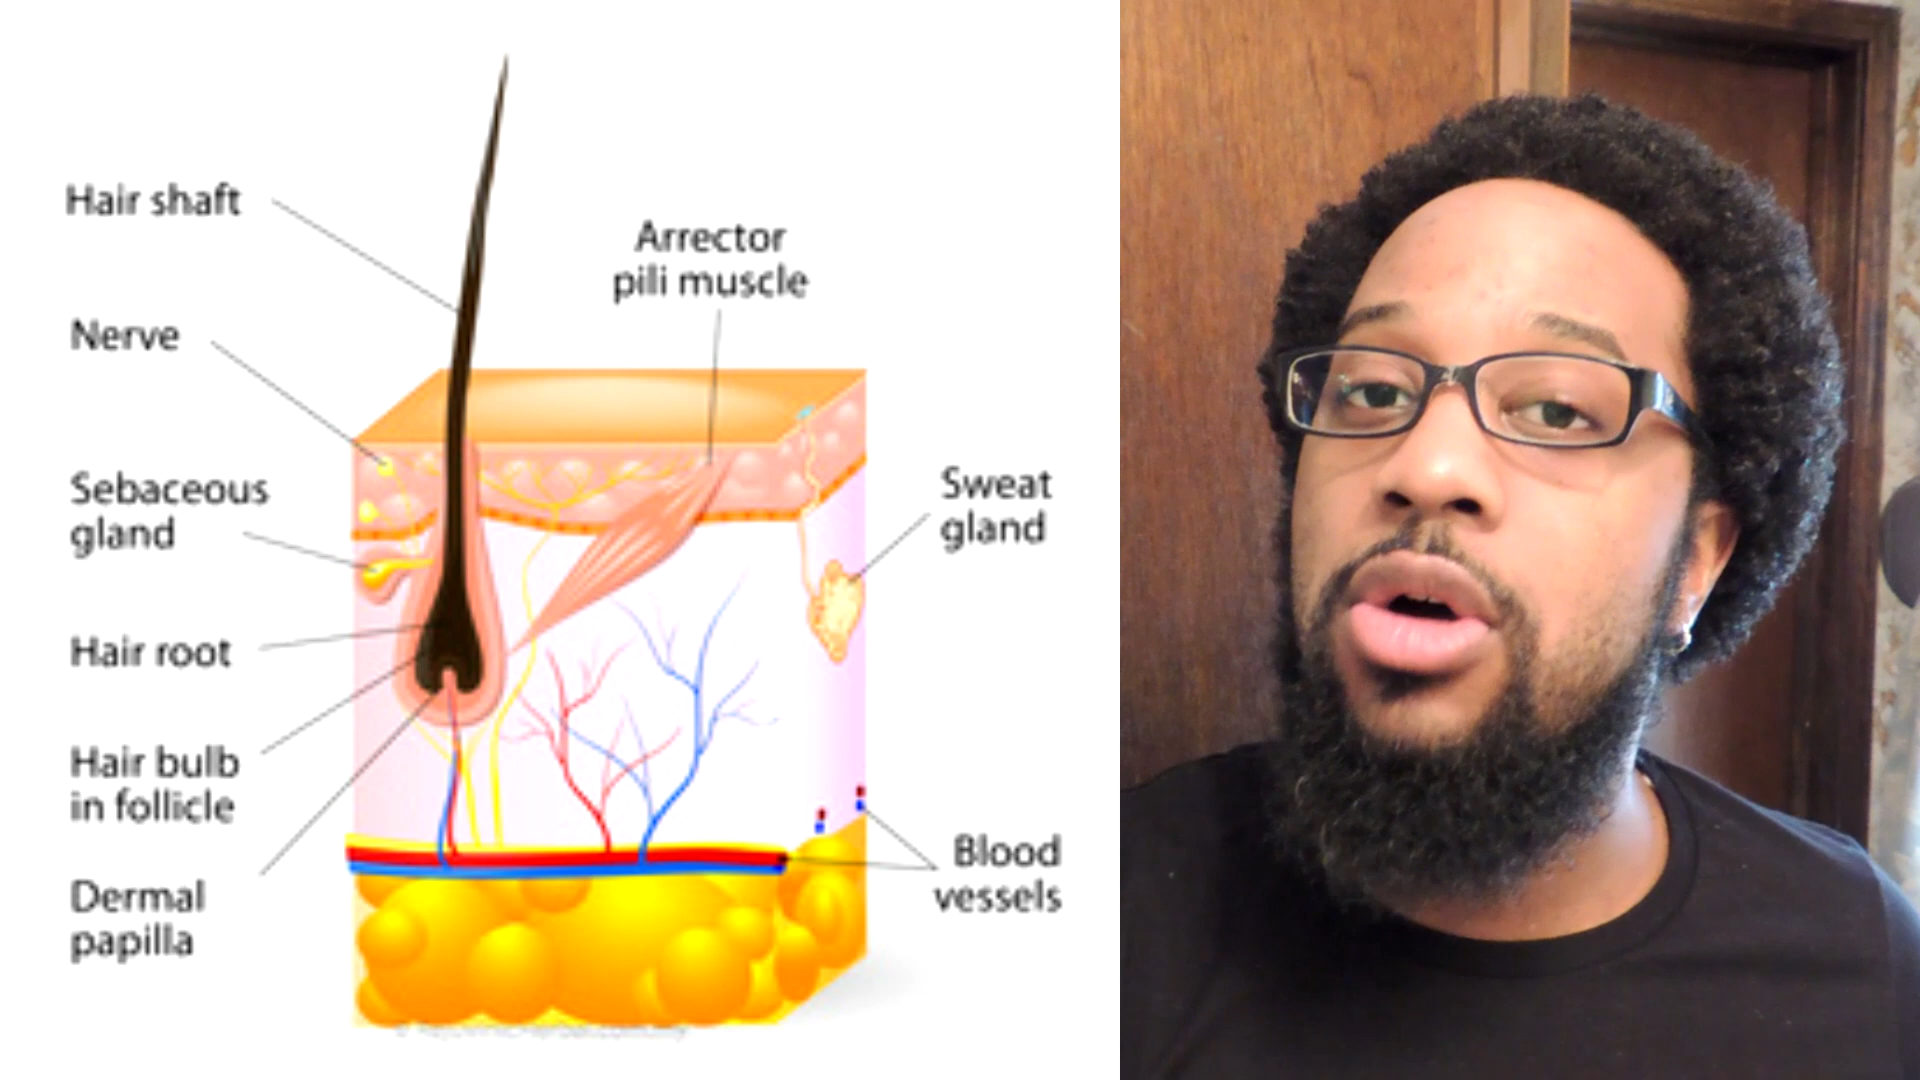 Hair shaft
Arrector
pili muscle
Nerve
Sebaceous
gland
Sweat
gland
Hair root
Hair bulb
in follicle
Blood
vessels
Dermal
papilla